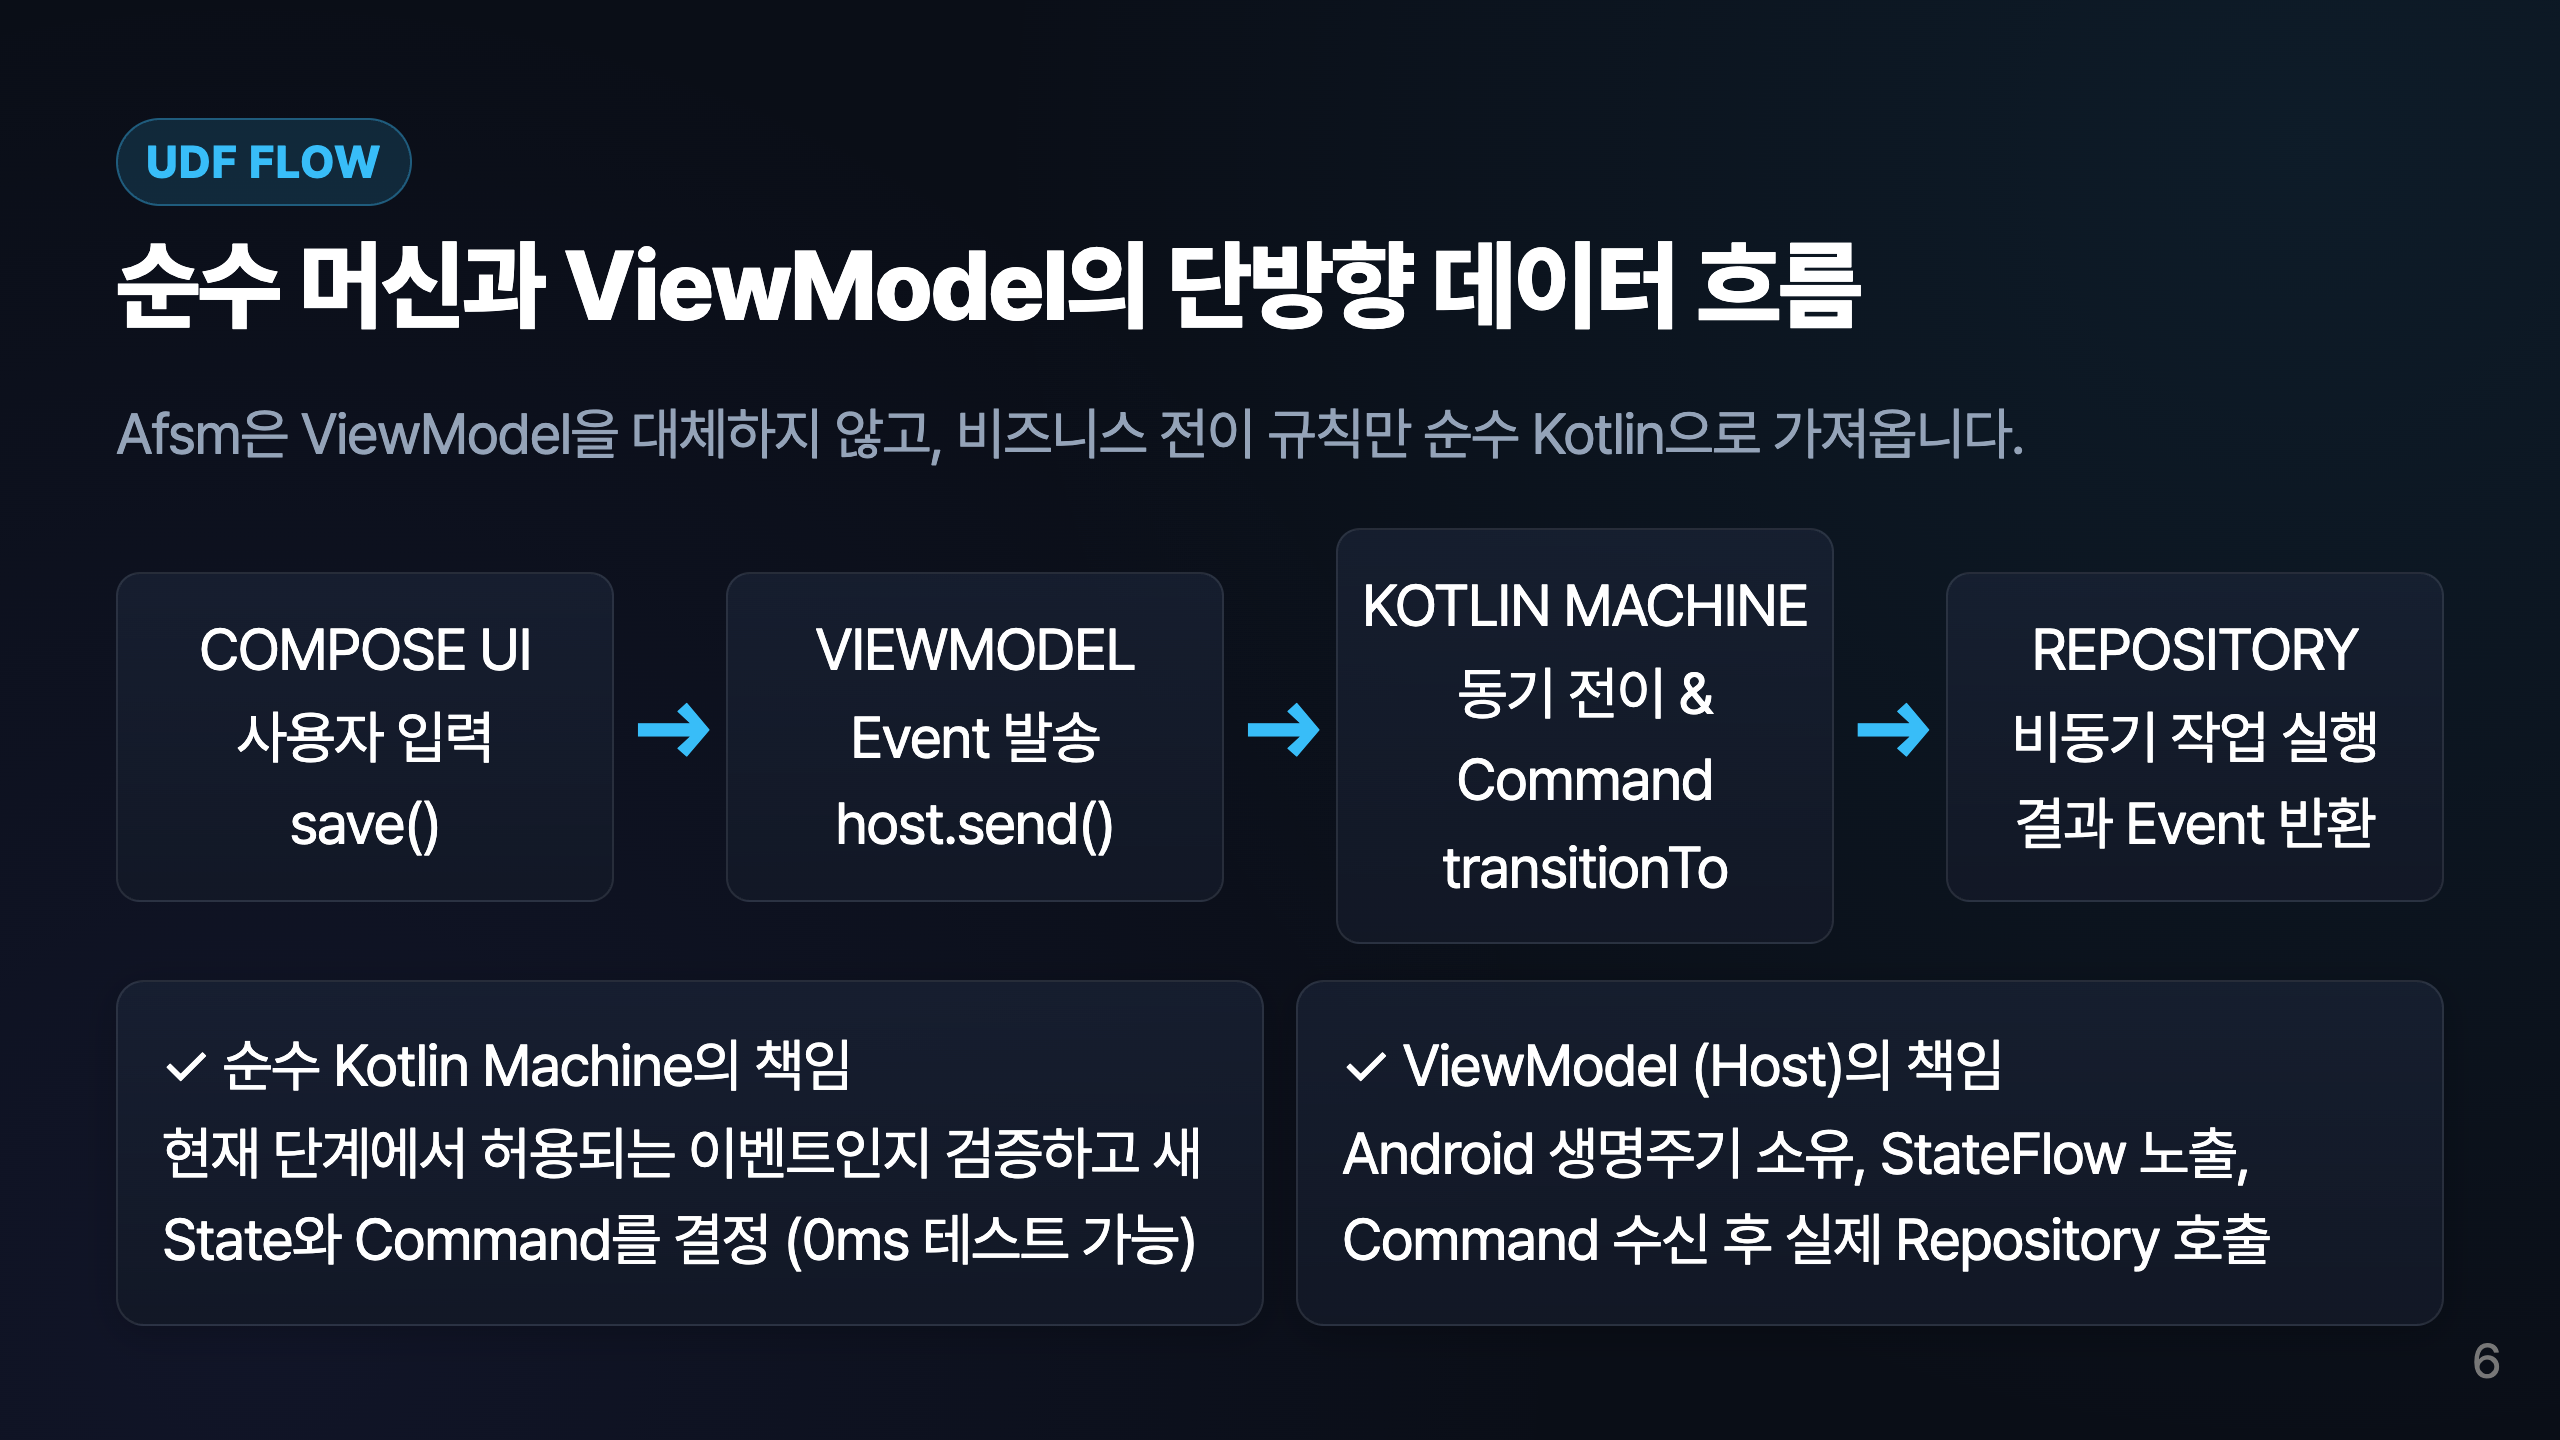 UDF FLOW
순수 머신과 ViewModel의 단방향 데이터 흐름
Afsm은 ViewModel을 대체하지 않고, 비즈니스 전이 규칙만 순수 Kotlin으로 가져옵니다.
COMPOSE UI
사용자 입력
save()
→
VIEWMODEL
Event 발송
host.send()
→
KOTLIN MACHINE
동기 전이 &
Command
transitionTo
→
REPOSITORY
비동기 작업 실행
결과 Event 반환
✓ 순수 Kotlin Machine의 책임
현재 단계에서 허용되는 이벤트인지 검증하고 새
State와 Command를 결정 (0ms 테스트 가능)
✓ ViewModel (Host)의 책임
Android 생명주기 소유, StateFlow 노출,
Command 수신 후 실제 Repository 호출
6